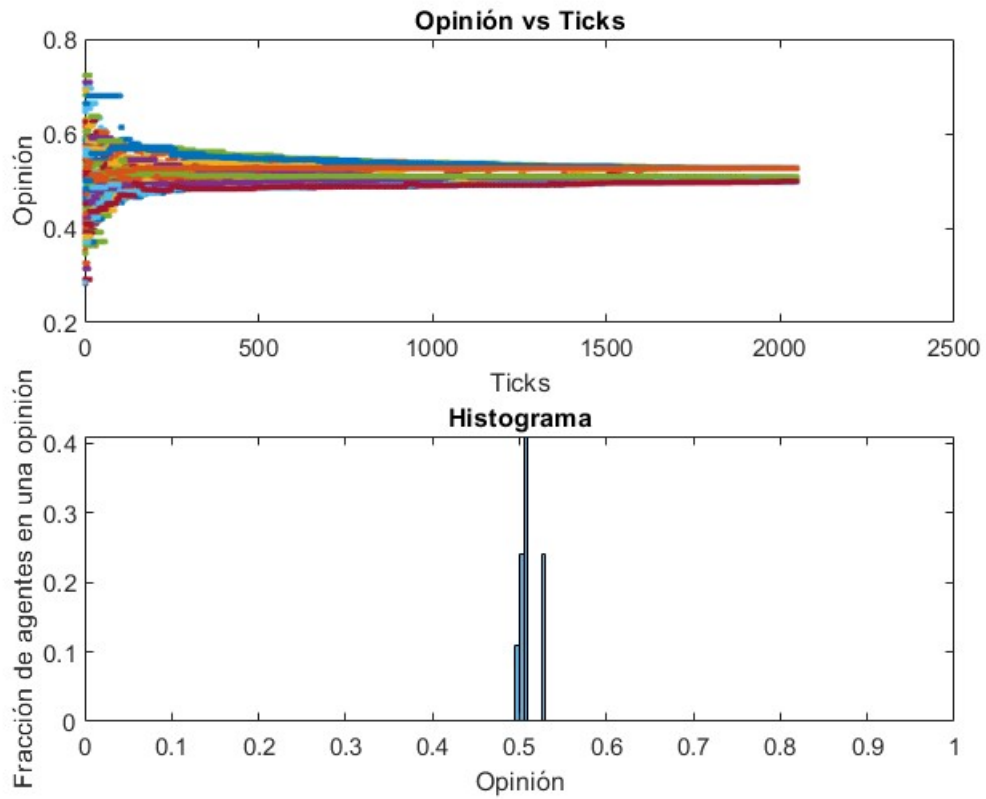 Opinión vs Ticks
0.8
0.6
0.4
0.2
Opinión
0 500 1000 1500 2000 2500
Ticks
Histograma
0.4
0.3
0.2
0.1
0
Fracción de agentes en una opinión
0 0.1 0.2 0.3 0.4 0.5 0.6 0.7 0.8 0.9 1
Opinión